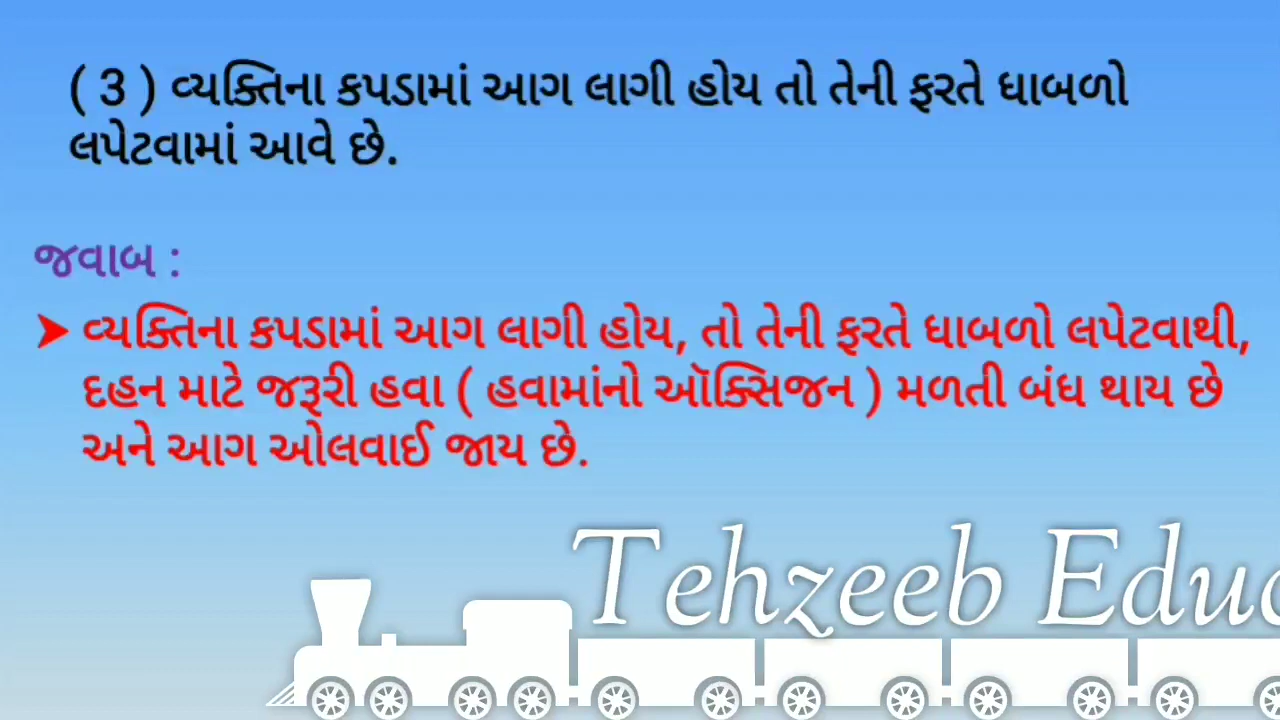 ( 3 ) વ્યક્તિના કપડામાં આગ લાગી હોય તો તેની ફરતે ધાબળો
લપેટવામાં આવે છે.
જવાબ :
➤ વ્યક્તિના કપડામાં આગ લાગી હોય, તો તેની ફરતે ધાબળો લપેટવાથી,
દહન માટે જરૂરી હવા ( હવામાંનો ઑક્સિજન ) મળતી બંધ થાય છે
અને આગ ઓલવાઈ જાય છે.
Tehzeeb Educ